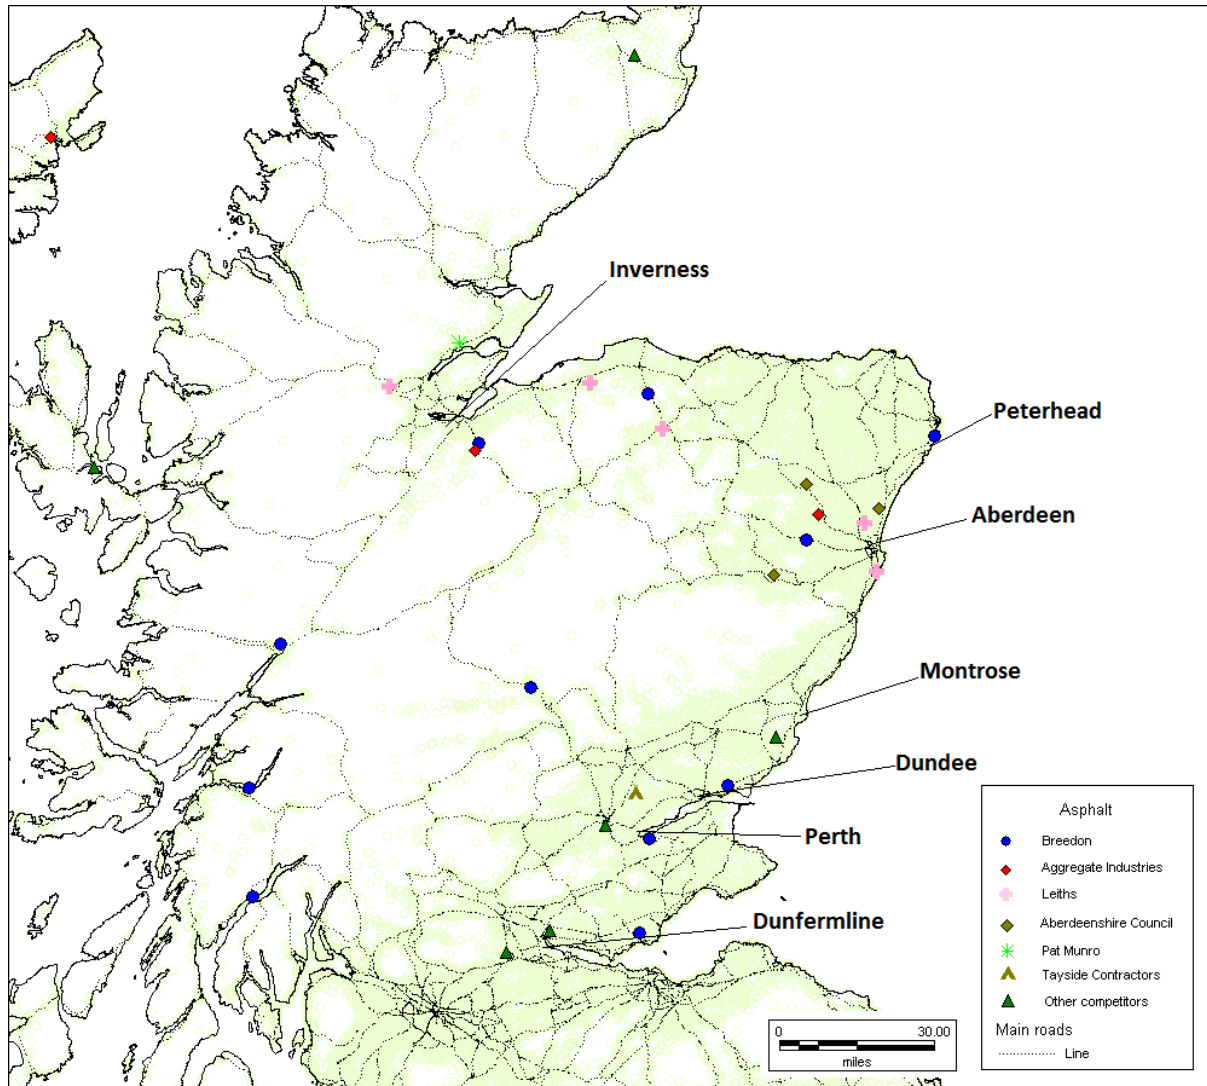 Inverness
Peterhead
Aberdeen
Montrose
Dundee
Perth
Dunfermline
Asphalt
Breedon
Aggregate Industries
Leiths
Aberdeenshire Council
Pat Munro
Tayside Contractors
Other competitors
Main roads
Line
0 30.00
miles